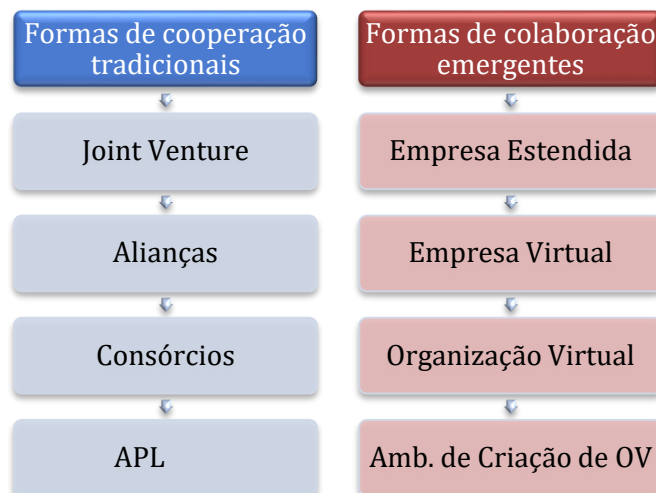 Formas de cooperação
tradicionais
Joint Venture
Alianças
Consórcios
APL
Formas de colaboração
emergentes
Empresa Estendida
Empresa Virtual
Organização Virtual
Amb. de Criação de OV